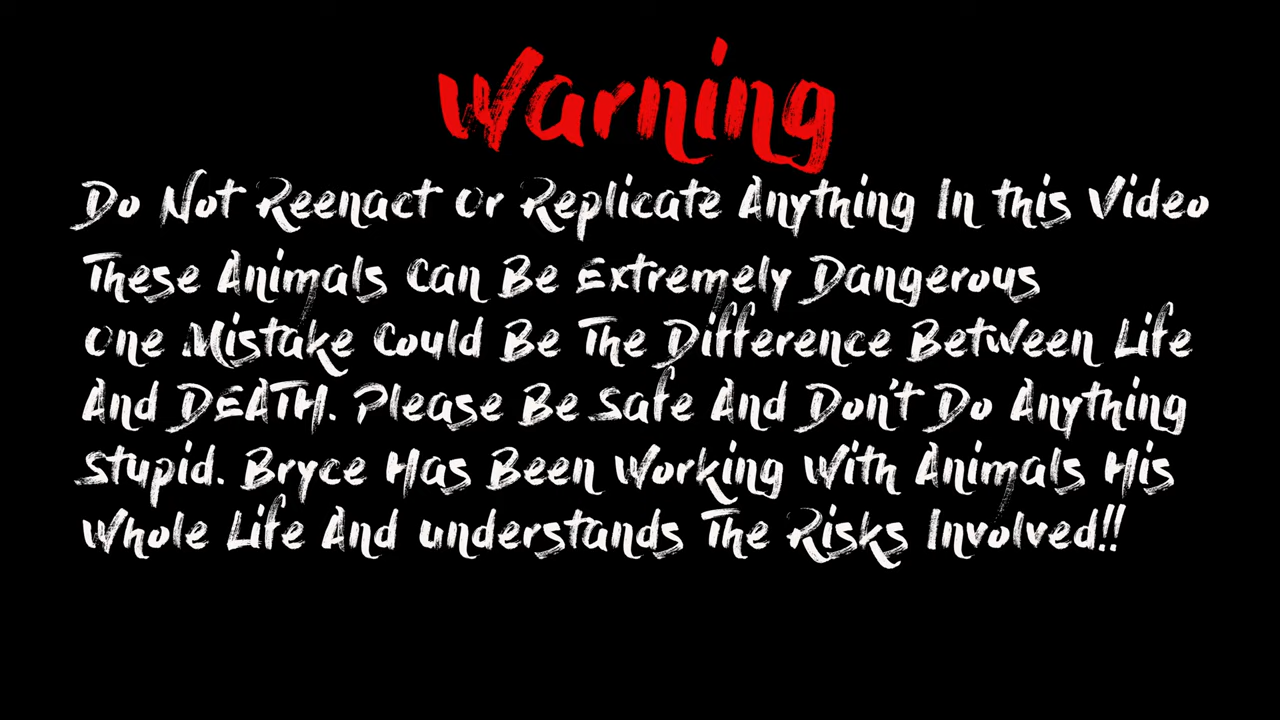 Warning
Do Not Reenact Or Replicate Anything In this Video
These Animals Can Be Extremely Dangerous
One Mistake Could Be The Difference Between Life
And DEATH. Please Be Safe And Don't Do Anything
Stupid. Bryce Has Been Working With Animals His
Whole Life And understands The Risks Involved!!